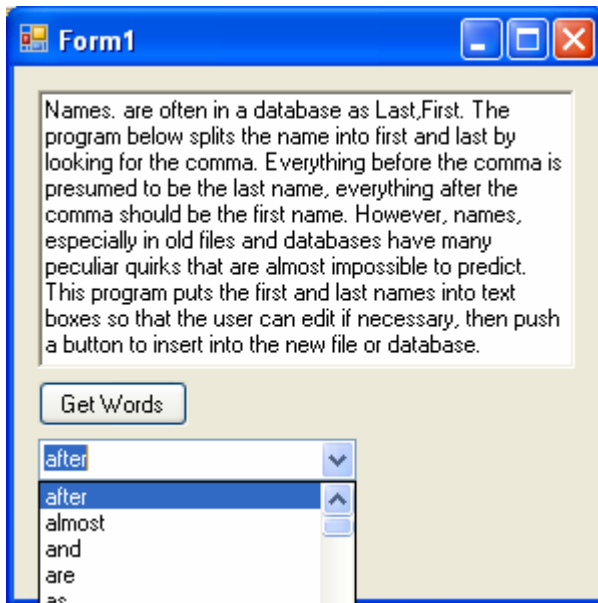 Form1
Names. are often in a database as Last,First. The
program below splits the name into first and last by
looking for the comma. Everything before the comma is
presumed to be the last name, everything after the
comma should be the first name. However, names,
especially in old files and databases have many
peculiar quirks that are almost impossible to predict.
This program puts the first and last names into text
boxes so that the user can edit if necessary, then push
a button to insert into the new file or database.
Get Words
after
after
almost
and
are
as